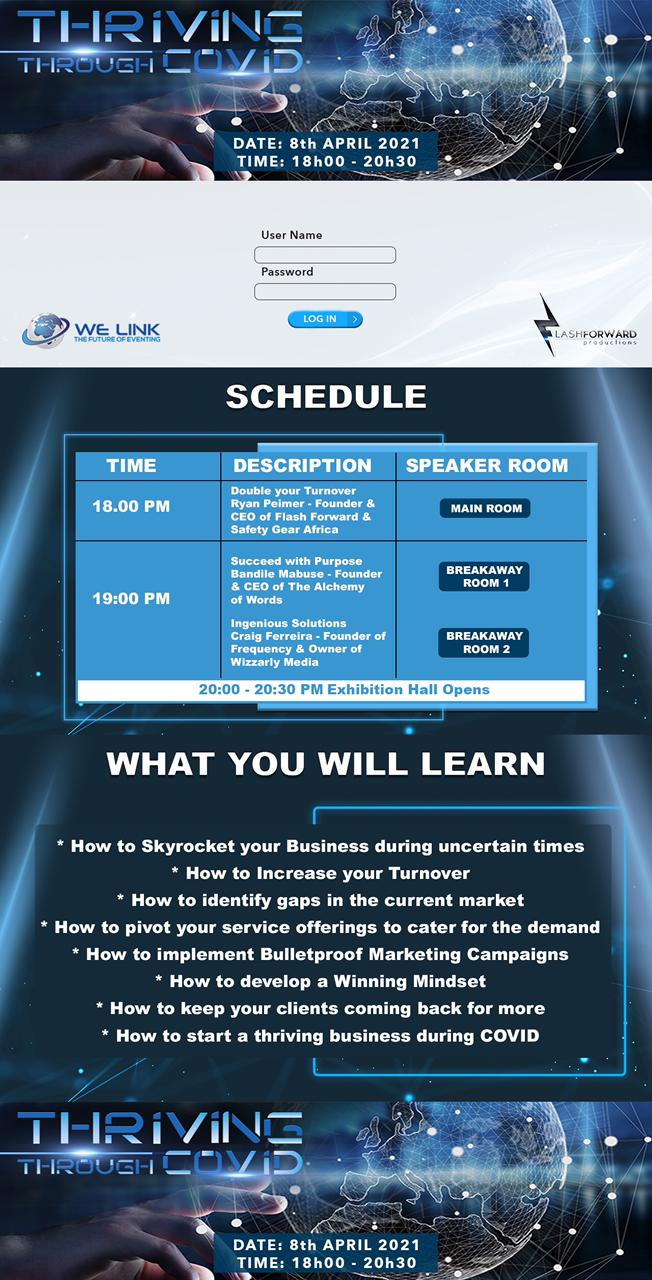 THRIVING
THROUGH COVID
DATE: 8th APRIL 2021
TIME: 18h00 - 20h30
User Name
Password
LOG IN
WE LINK
THE FUTURE OF EVENTING
LASHFORWARD
productions
SCHEDULE
TIME DESCRIPTION SPEAKER ROOM
18.00 PM
Double your Turnover
Ryan Peimer - Founder &
CEO of Flash Forward &
Safety Gear Africa
MAIN ROOM
19:00 PM
Succeed with Purpose
Bandile Mabuse - Founder
& CEO of The Alchemy
of Words
BREAKAWAY
ROOM 1
Ingenious Solutions
Craig Ferreira - Founder of
Frequency & Owner of
Wizzarly Media
BREAKAWAY
ROOM 2
20:00 - 20:30 PM Exhibition Hall Opens
WHAT YOU WILL LEARN
* How to Skyrocket your Business during uncertain times
* How to Increase your Turnover
* How to identify gaps in the current market
* How to pivot your service offerings to cater for the demand
* How to implement Bulletproof Marketing Campaigns
* How to develop a Winning Mindset
* How to keep your clients coming back for more
* How to start a thriving business during COVID
THRIVING
THROUGH COVID
DATE: 8th APRIL 2021
TIME: 18h00 - 20h30